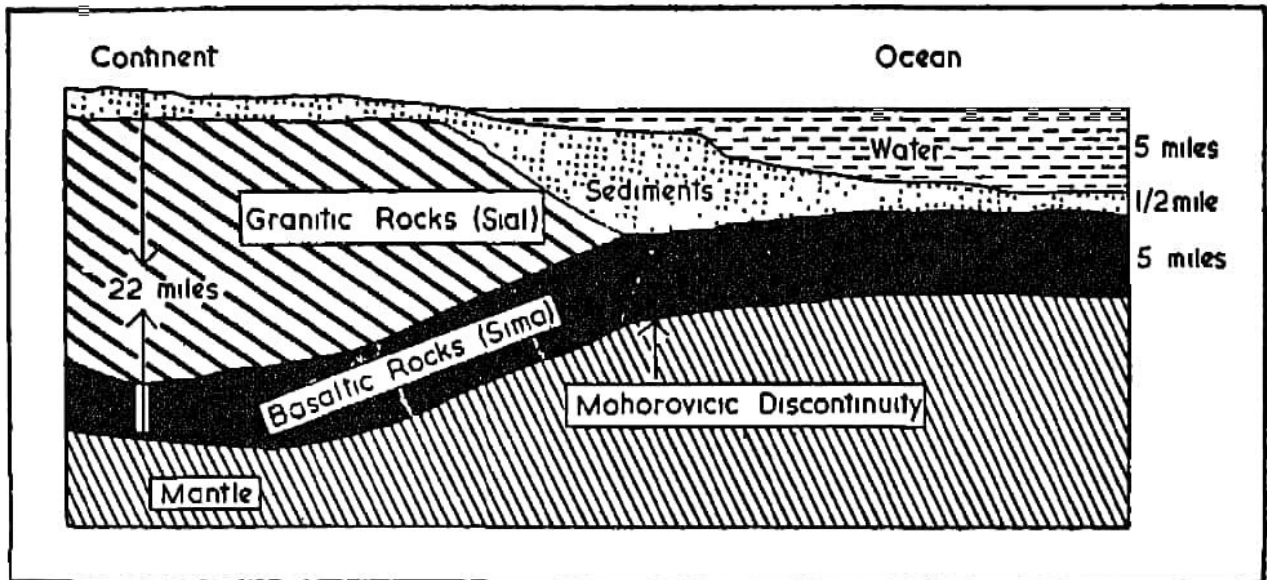 Continent
Ocean
Water
5 miles
Sediments
1/2 mile
Granitic Rocks (Sial)
5 miles
22 miles
Basaltic Rocks (Sima)
Mohorovicic Discontinuity
Mantle